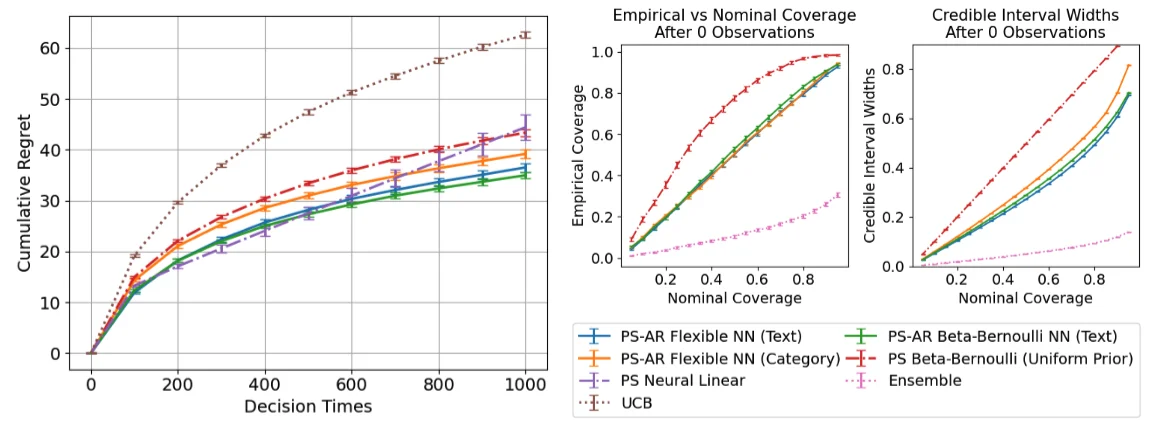 60
50
40
30
20
10
0
Cumulative Regret
0 200 400 600 800 1000
Decision Times
Empirical vs Nominal Coverage
After 0 Observations
1.0
0.8
0.6
0.4
0.2
0.0
Empirical Coverage
0.2 0.4 0.6 0.8
Nominal Coverage
Credible Interval Widths
After 0 Observations
0.8
0.6
0.4
0.2
0.0
Credible Interval Widths
0.2 0.4 0.6 0.8
Nominal Coverage
PS-AR Flexible NN (Text)
PS-AR Flexible NN (Category)
PS Neural Linear
UCB
PS-AR Beta-Bernoulli NN (Text)
PS Beta-Bernoulli (Uniform Prior)
Ensemble